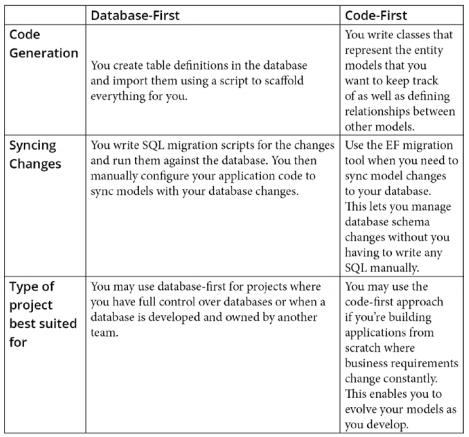 Database-First
Code-First
Code
Generation
You create table definitions in the database
and import them using a script to scaffold
everything for you.
You write classes that
represent the entity
models that you
want to keep track
of as well as defining
relationships between
other models.
Syncing
Changes
You write SQL migration scripts for the changes
and run them against the database. You then
manually configure your application code to
sync models with your database changes.
Use the EF migration
tool when you need to
sync model changes
to your database.
This lets you manage
database schema
changes without you
having to write any
SQL manually.
Type of
project
best suited
for
You may use database-first for projects where
you have full control over databases or when a
database is developed and owned by another
team.
You may use the
code-first approach
if you're building
applications from
scratch where
business requirements
change constantly.
This enables you to
evolve your models as
you develop.